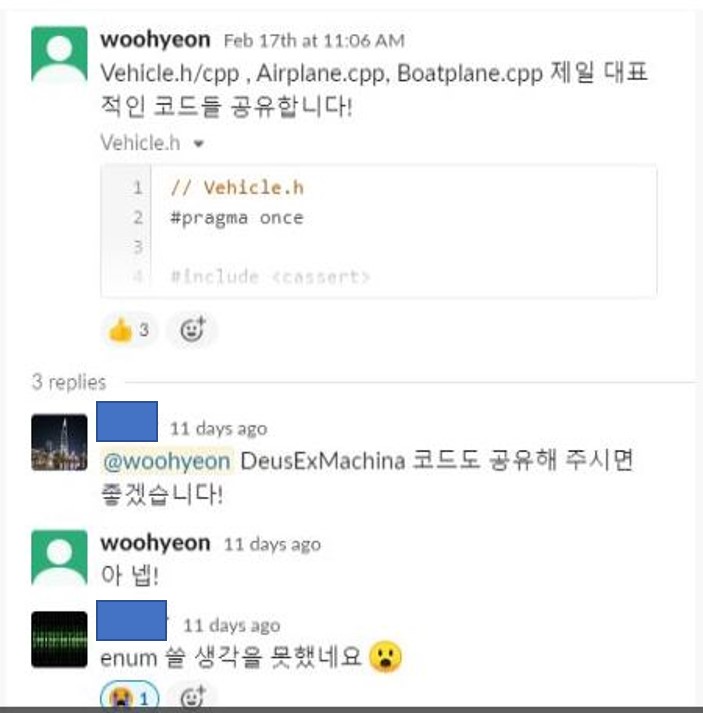 woohyeon Feb 17th at 11:06 AM
Vehicle.h/cpp , Airplane.cpp, Boatplane.cpp 제일 대표
적인 코드들 공유합니다!
Vehicle.h
1 // Vehicle.h
2 #pragma once
3
4 #include <cassert>
3
3 replies
11 days ago
@woohyeon DeusExMachina 코드도 공유해 주시면
좋겠습니다!
woohyeon 11 days ago
아 넵!
11 days ago
enum 쓸 생각을 못했네요
1